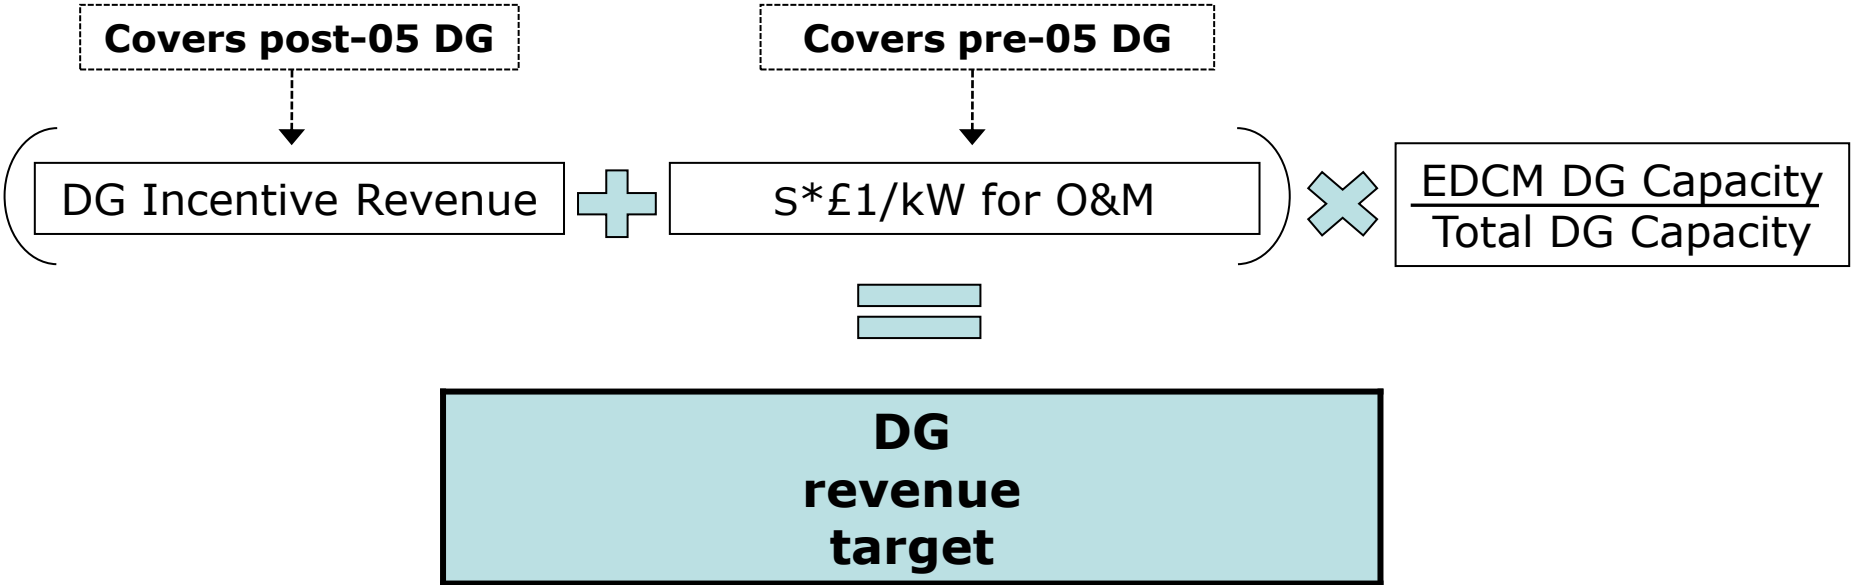 Covers post-05 DG
Covers pre-05 DG
DG Incentive Revenue
S*£1/kW for O&M
EDCM DG Capacity
Total DG Capacity
DG
revenue
target